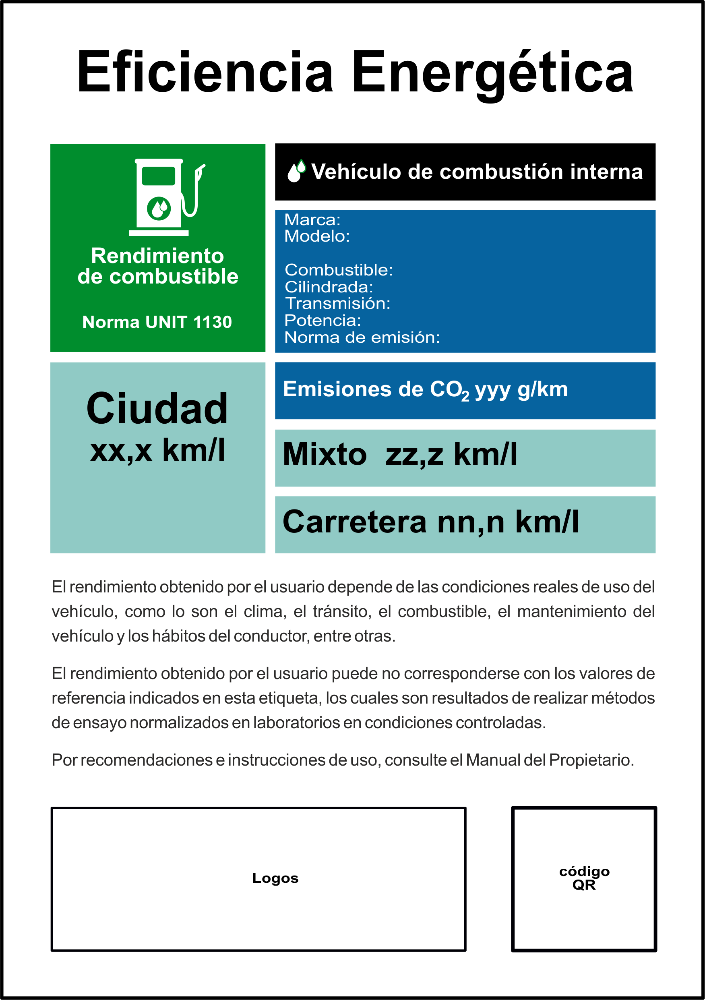 Eficiencia Energética
Rendimiento
de combustible
Norma UNIT 1130
Vehículo de combustión interna
Marca:
Modelo:
Combustible:
Cilindrada:
Transmisión:
Potencia:
Norma de emisión:
Ciudad
xx,x km/l
Emisiones de CO₂ yyy g/km
Mixto zz,z km/l
Carretera nn,n km/l
El rendimiento obtenido por el usuario depende de las condiciones reales de uso del
vehículo, como lo son el clima, el tránsito, el combustible, el mantenimiento del
vehículo y los hábitos del conductor, entre otras.
El rendimiento obtenido por el usuario puede no corresponderse con los valores de
referencia indicados en esta etiqueta, los cuales son resultados de realizar métodos
de ensayo normalizados en laboratorios en condiciones controladas.
Por recomendaciones e instrucciones de uso, consulte el Manual del Propietario.
Logos
código
QR